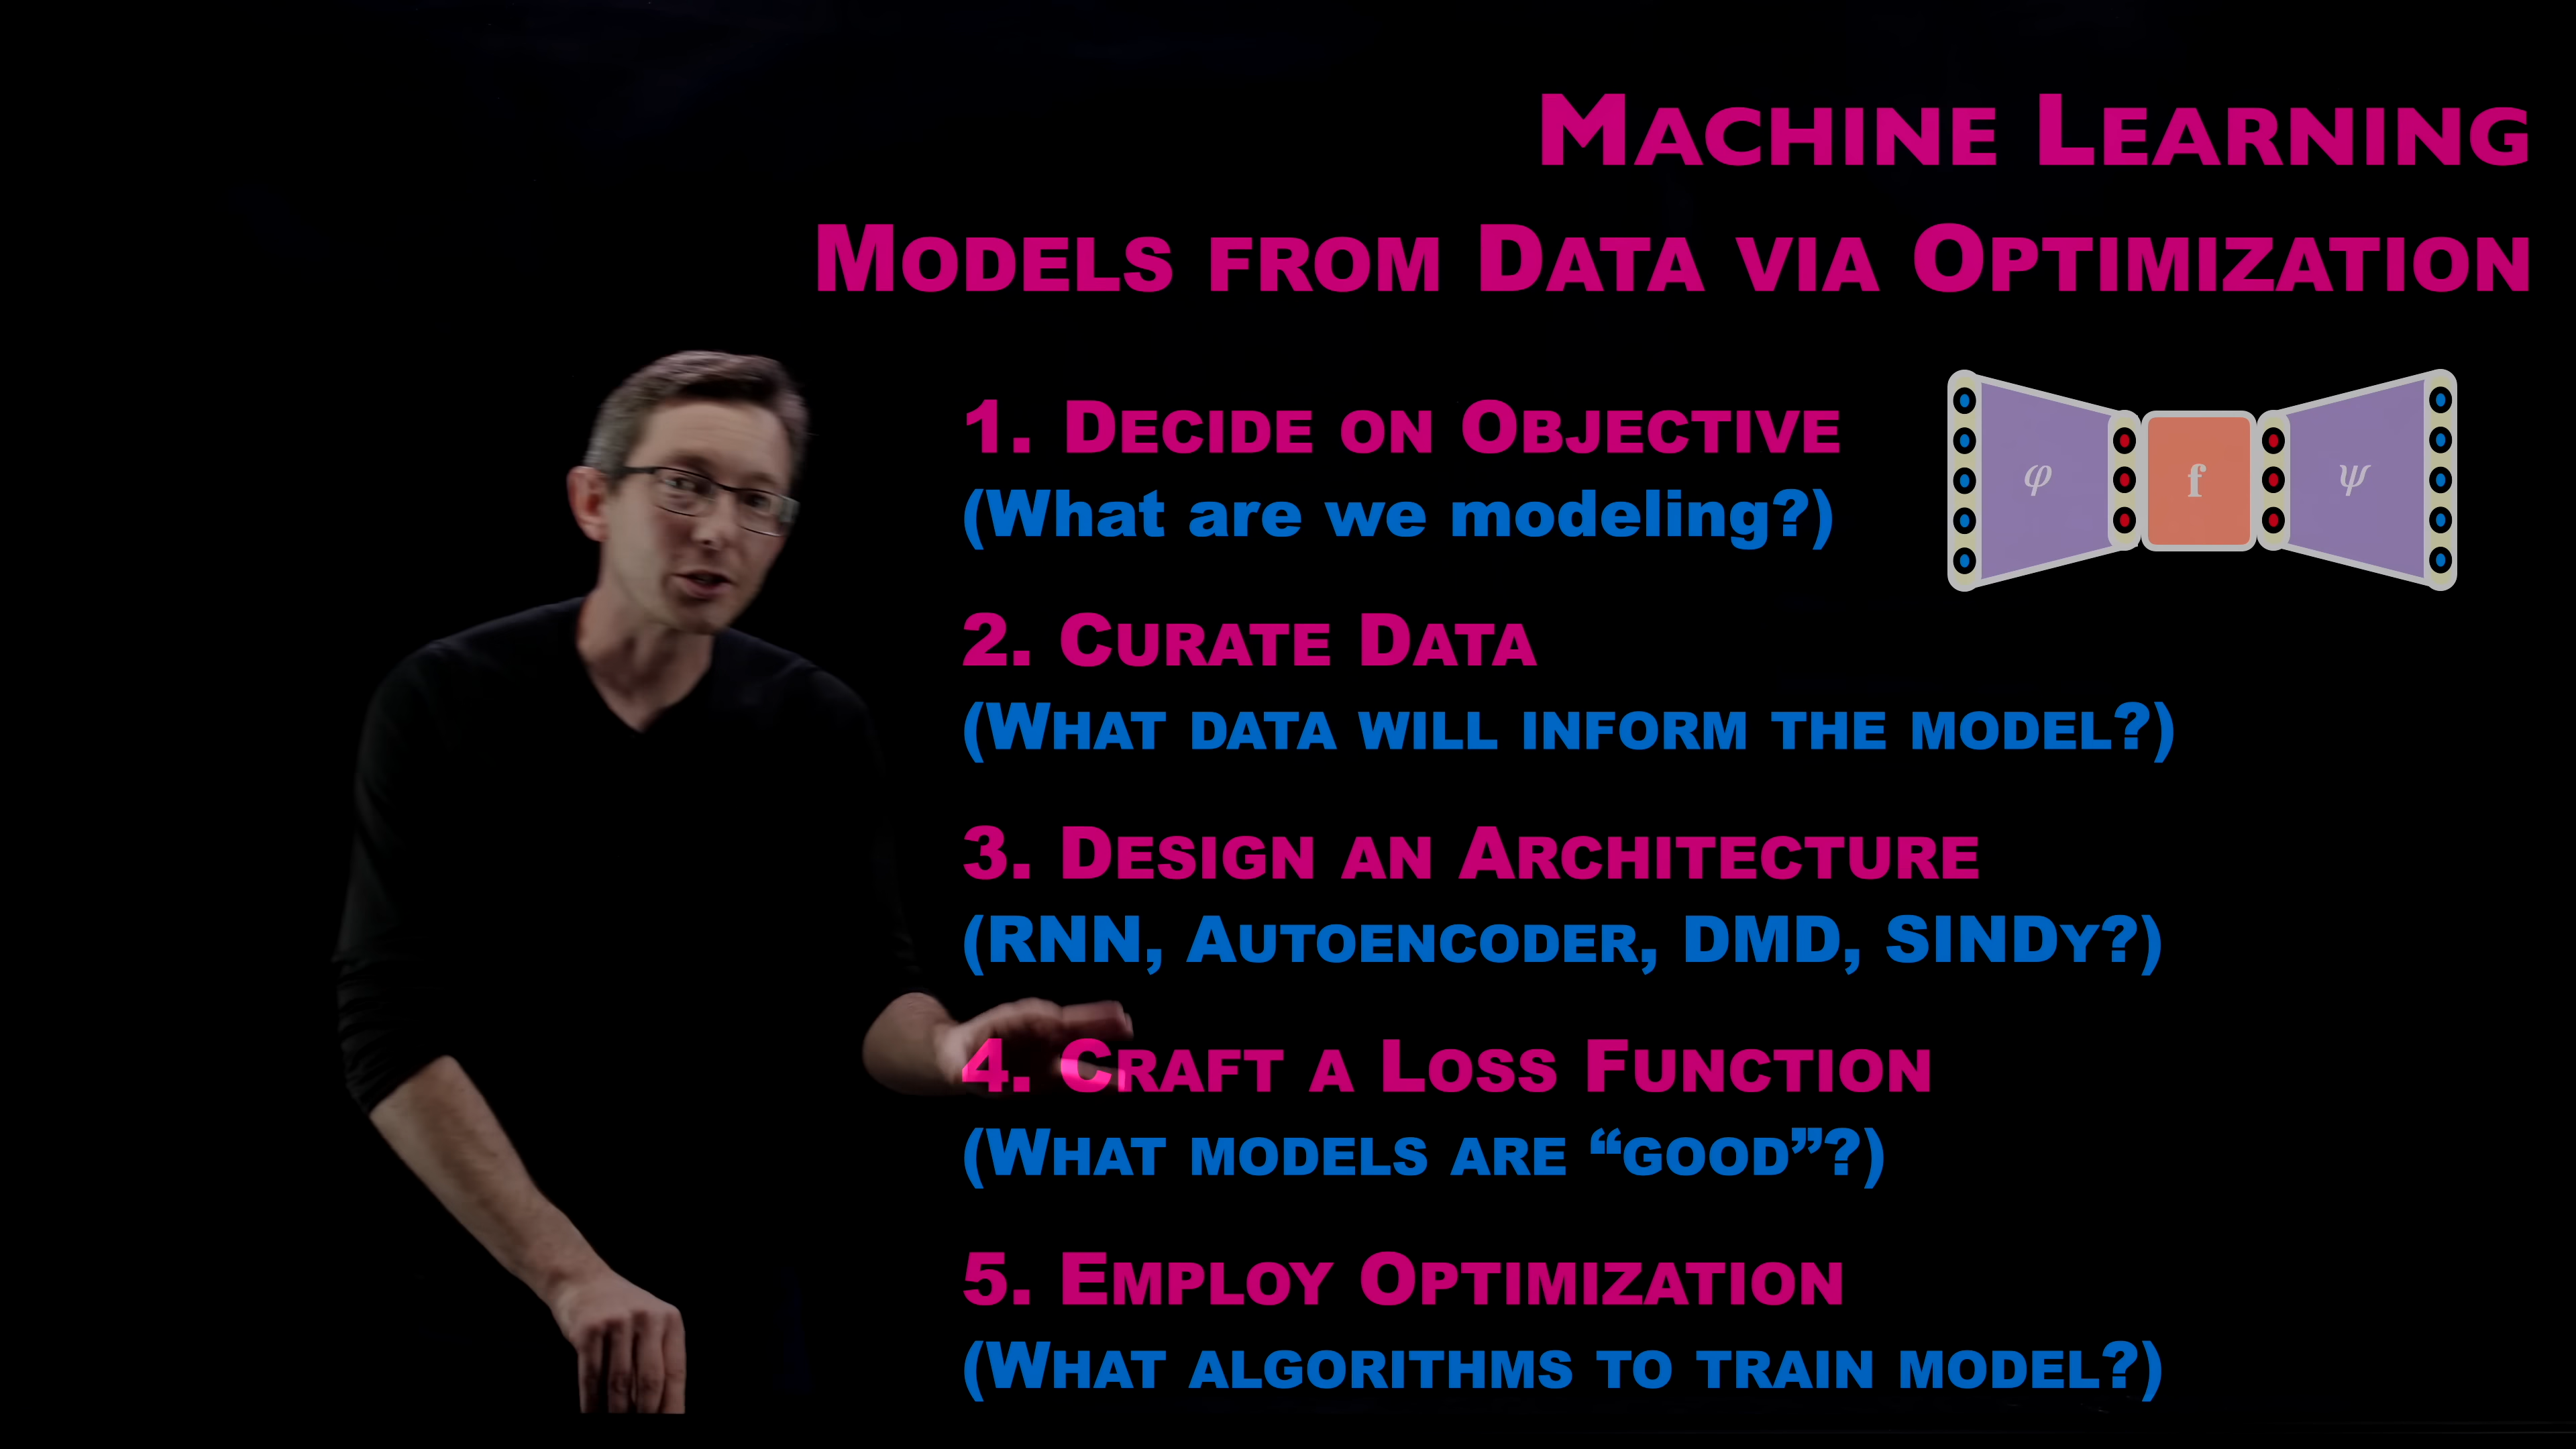 MACHINE LEARNING
MODELS FROM DATA VIA OPTIMIZATION
1. DECIDE ON OBJECTIVE
(What are we modeling?)
φ f ψ
2. CURATE DATA
(WHAT DATA WILL INFORM THE MODEL?)
3. DESIGN AN ARCHITECTURE
(RNN, AUTOENCODER, DMD, SINDY?)
4. CRAFT A LOSS FUNCTION
(WHAT MODELS ARE “GOOD”?)
5. EMPLOY OPTIMIZATION
(WHAT ALGORITHMS TO TRAIN MODEL?)